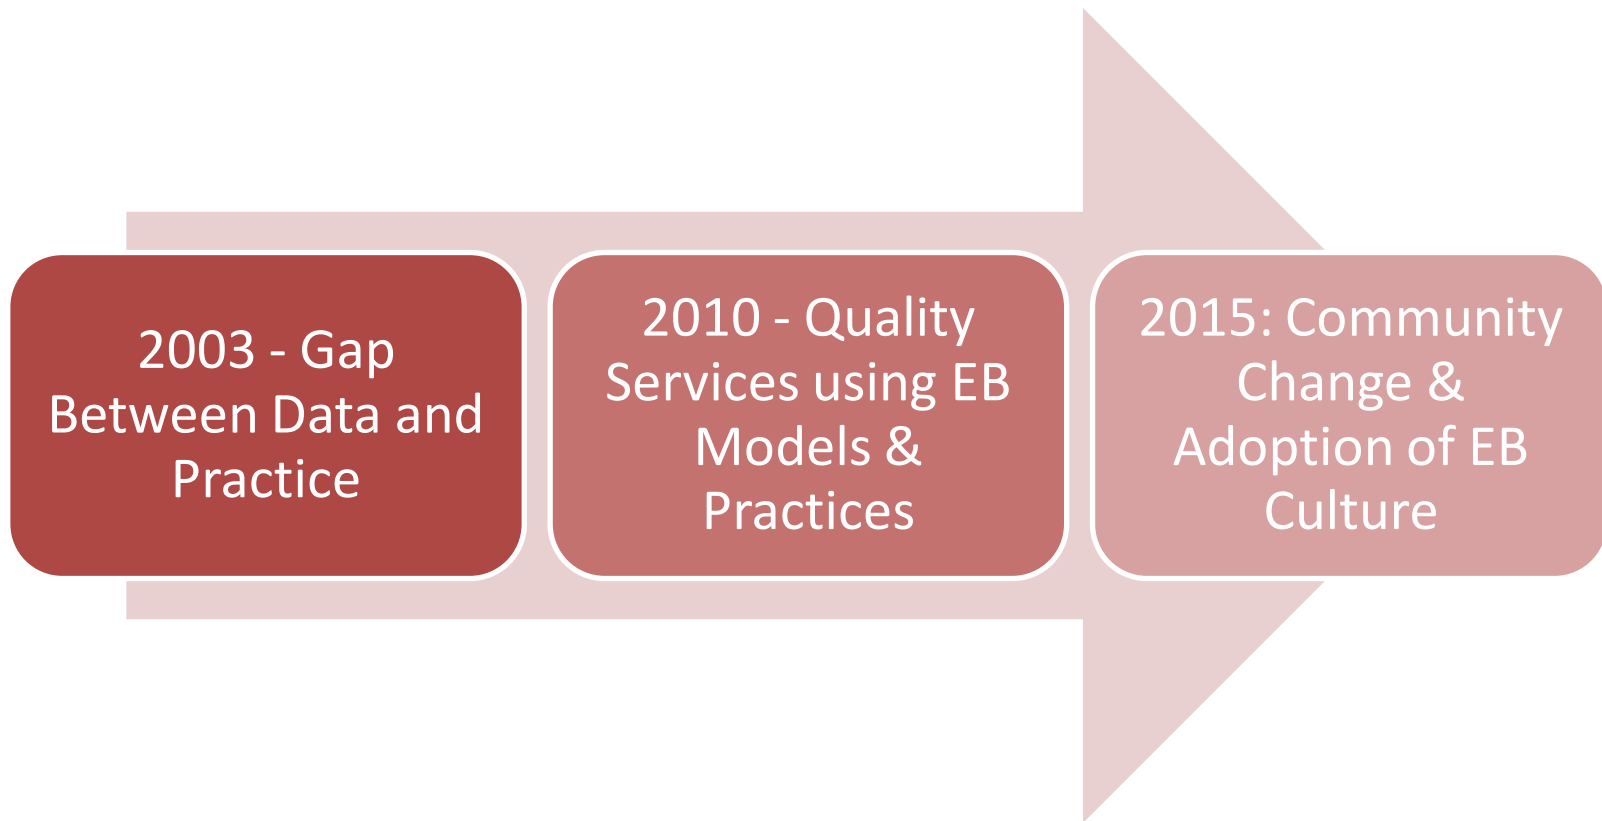 2003 - Gap
Between Data and
Practice
2010 - Quality
Services using EB
Models &
Practices
2015: Community
Change &
Adoption of EB
Culture